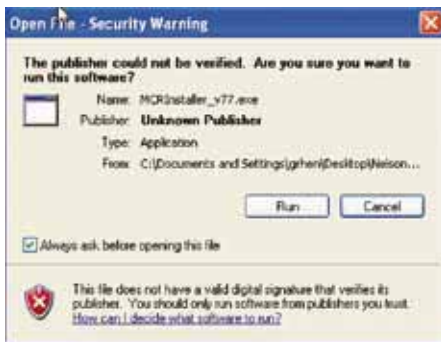 Open File - Security Warning
The publisher could not be verified. Are you sure you want to
run this software?
Name: MCRInstaller_v77.exe
Publisher: Unknown Publisher
Type: Application
From: C:\Documents and Settings\grheni\Desktop\Nelson...
Run Cancel
Always ask before opening this file
This file does not have a valid digital signature that verifies its
publisher. You should only run software from publishers you trust.
How can I decide what software to run?